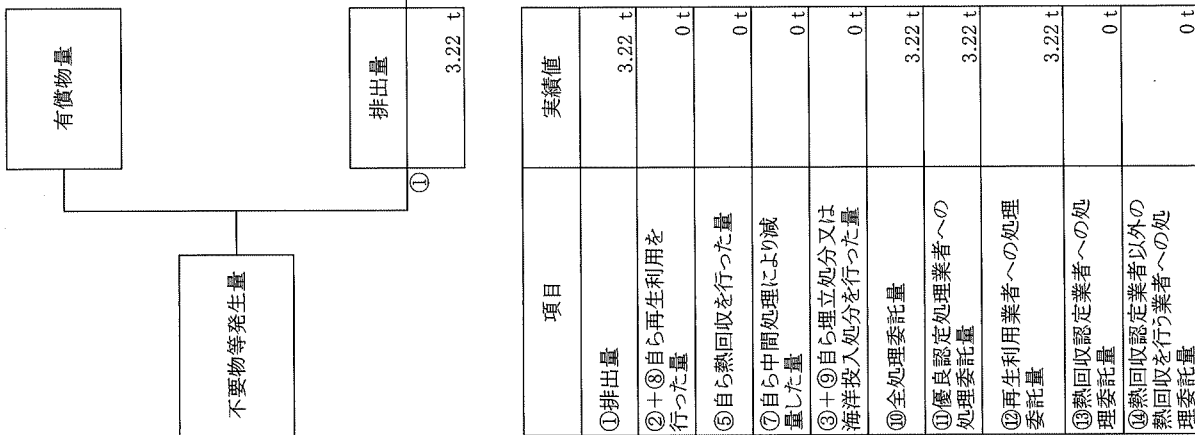 不要物等発生量
有償物量
排出量
①
3.22 t
項目
実績値
①排出量
3.22 t
②+⑧自ら再生利用を
行った量
0 t
⑤自ら熱回収を行った量
0 t
⑦自ら中間処理により減
量した量
0 t
③+⑨自ら埋立処分又は
海洋投入処分を行った量
0 t
⑩全処理委託量
3.22 t
⑪優良認定処理業者への
処理委託量
3.22 t
⑫再生利用業者への処理
委託量
3.22 t
⑬熱回収認定業者への処
理委託量
0 t
⑭熱回収認定業者以外の
熱回収を行う業者への処
理委託量
0 t